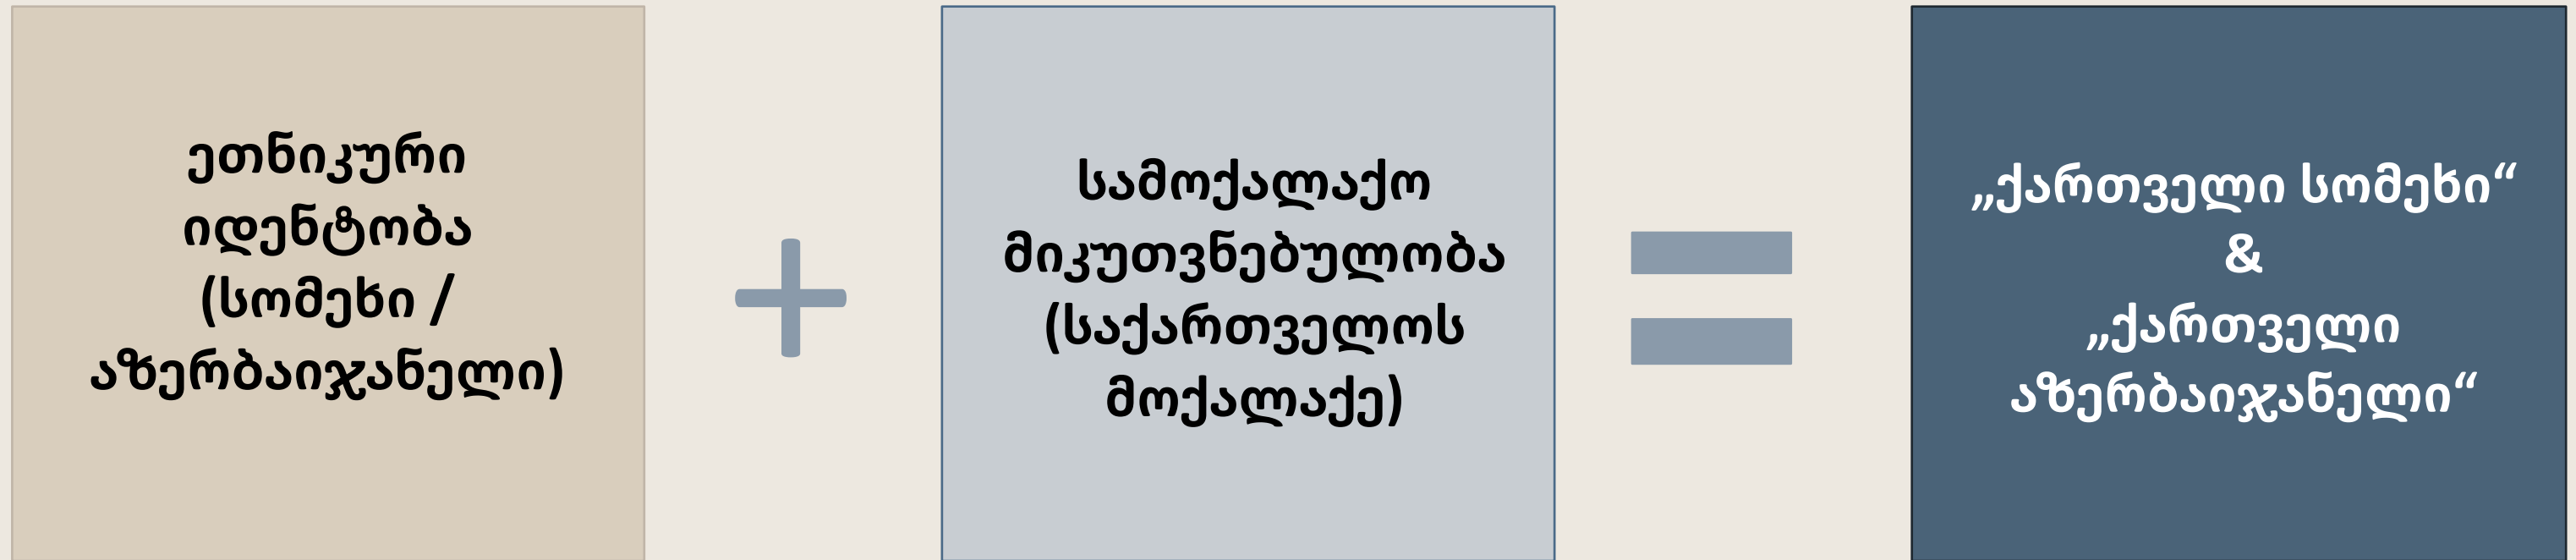 ეთნიკური
იდენტობა
(სომეხი /
აზერბაიჯანელი)
+
სამოქალაქო
მიკუთვნებულობა
(საქართველოს
მოქალაქე)
=
„ქართველი სომეხი“
&
„ქართველი
აზერბაიჯანელი“